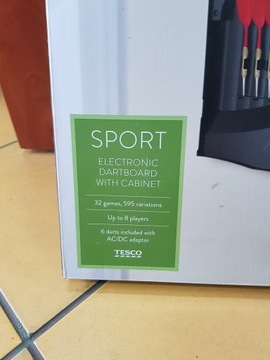 SPORT
ELECTRONIC
DARTBOARD
WITH CABINET
32 games, 595 variations
Up to 8 players
6 darts included with
AC/DC adaptor
TESCO